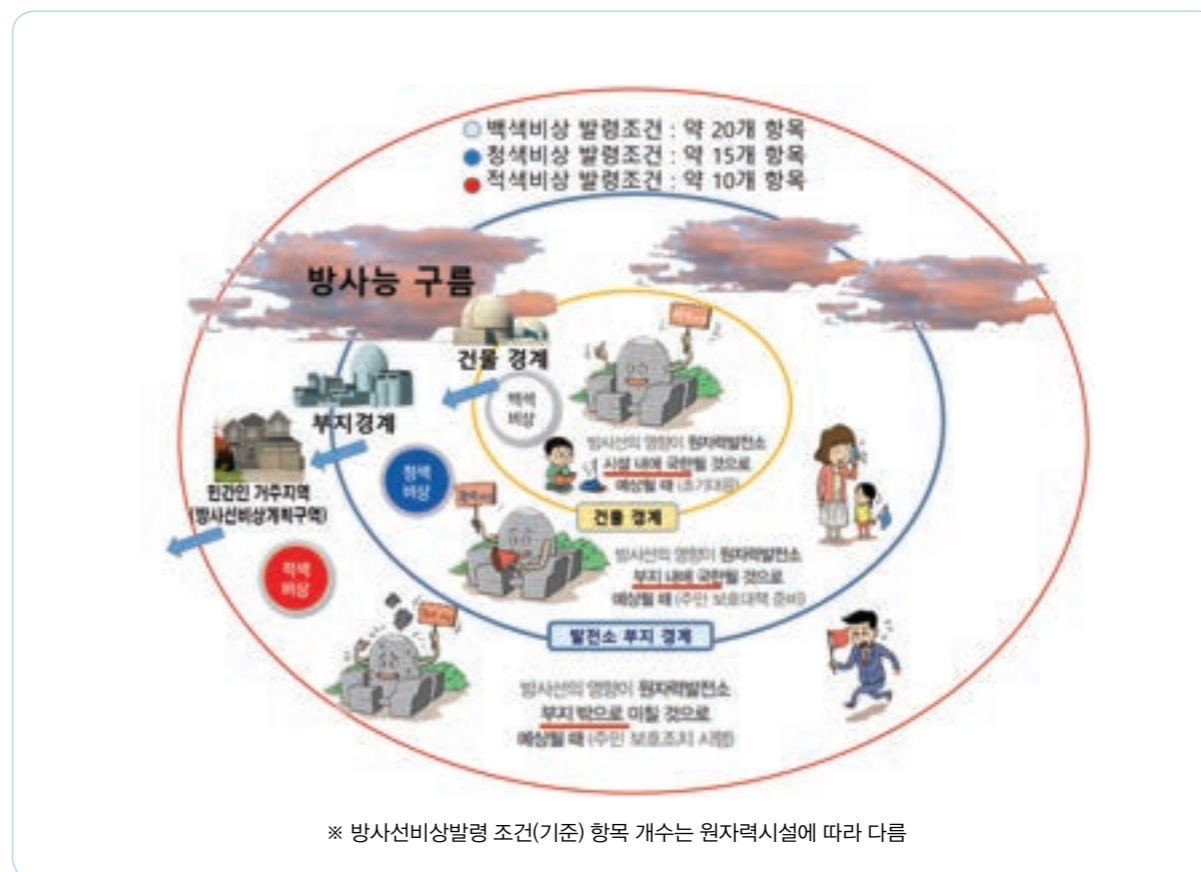 백색비상 발령조건 : 약 20개 항목
청색비상 발령조건 : 약 15개 항목
적색비상 발령조건 : 약 10개 항목
방사능 구름
건물 경계
백색
비상
방사선의 영향이 원자력발전소
시설 내에 국한될 것으로
예상될 때 (초기대응)
건물 경계
부지경계
청색
비상
방사선의 영향이 원자력발전소
부지 내에 국한될 것으로
예상될 때 (주민 보호대책 준비)
발전소 부지 경계
민간인 거주지역
(방사선비상계획구역)
적색
비상
방사선의 영향이 원자력발전소
부지 밖으로 미칠 것으로
예상될 때 (주민 보호조치 시행)
※ 방사선비상발령 조건(기준) 항목 개수는 원자력시설에 따라 다름